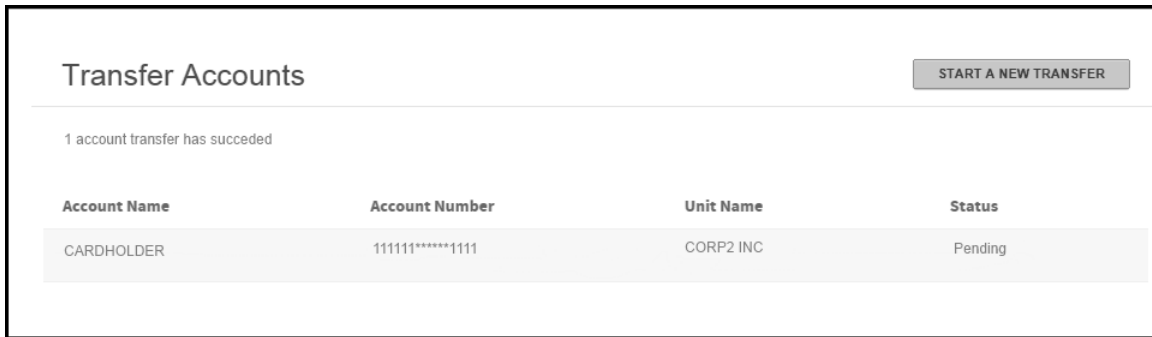 Transfer Accounts START A NEW TRANSFER
1 account transfer has succeded
Account Name Account Number Unit Name Status
CARDHOLDER 111111******1111 CORP2 INC Pending